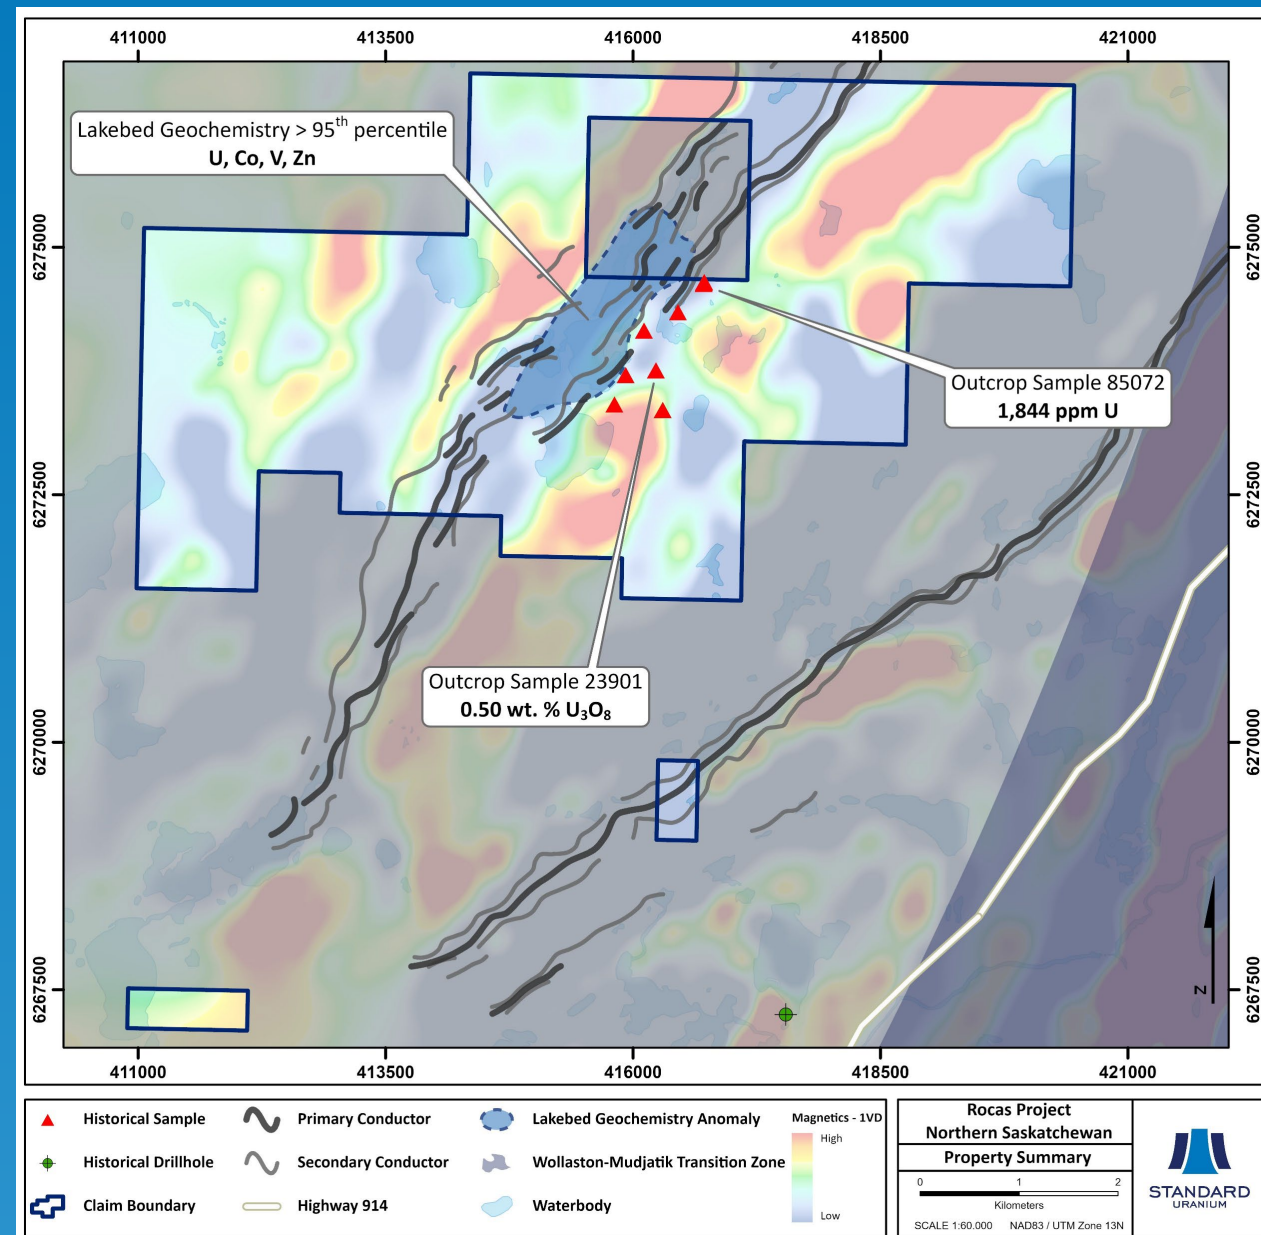 411000 413500 416000 418500 421000
Lakebed Geochemistry > 95th percentile
U, Co, V, Zn
6275000
6275000
Outcrop Sample 85072
1,844 ppm U
6272500
6272500
Outcrop Sample 23901
0.50 wt. % U₃O₈
6270000
6270000
6267500
6267500
N
411000 413500 416000 418500 421000
Historical Sample
Primary Conductor
Lakebed Geochemistry Anomaly
Historical Drillhole
Secondary Conductor
Wollaston-Mudjatik Transition Zone
Claim Boundary
Highway 914
Waterbody
Magnetics - 1VD
High
Low
Rocas Project
Northern Saskatchewan
Property Summary
0 1 2
Kilometers
SCALE 1:60.000 NAD83 / UTM Zone 13N
STANDARD
URANIUM